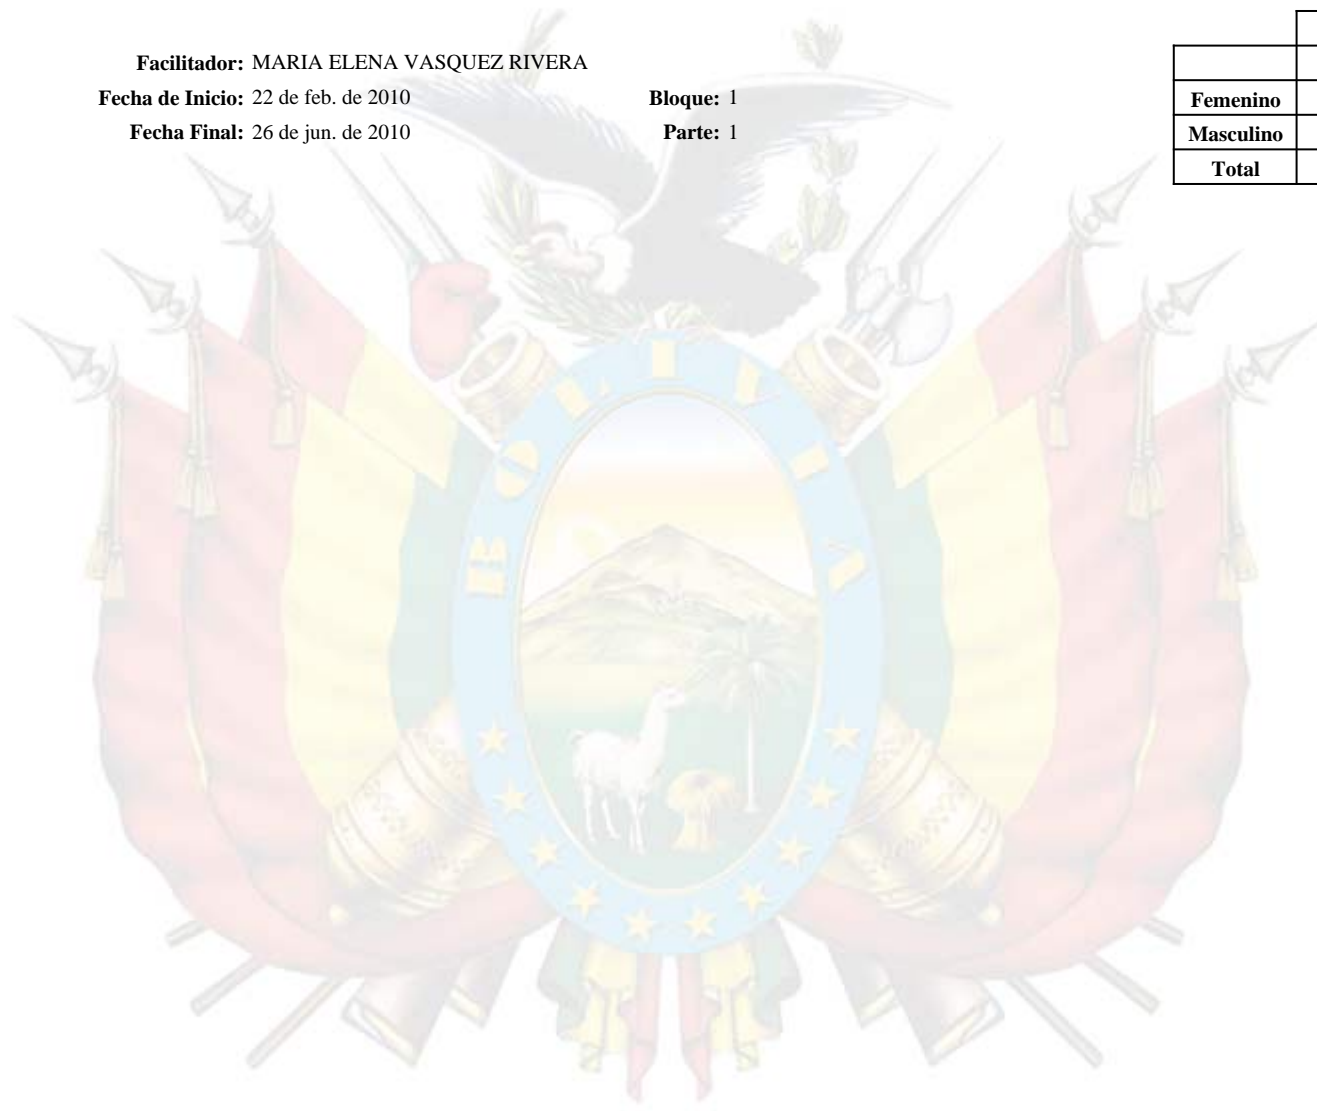 Facilitador: MARIA ELENA VASQUEZ RIVERA
Fecha de Inicio: 22 de feb. de 2010 Bloque: 1
Fecha Final: 26 de jun. de 2010 Parte: 1
Femenino
Masculino
Total
BOLIVIA